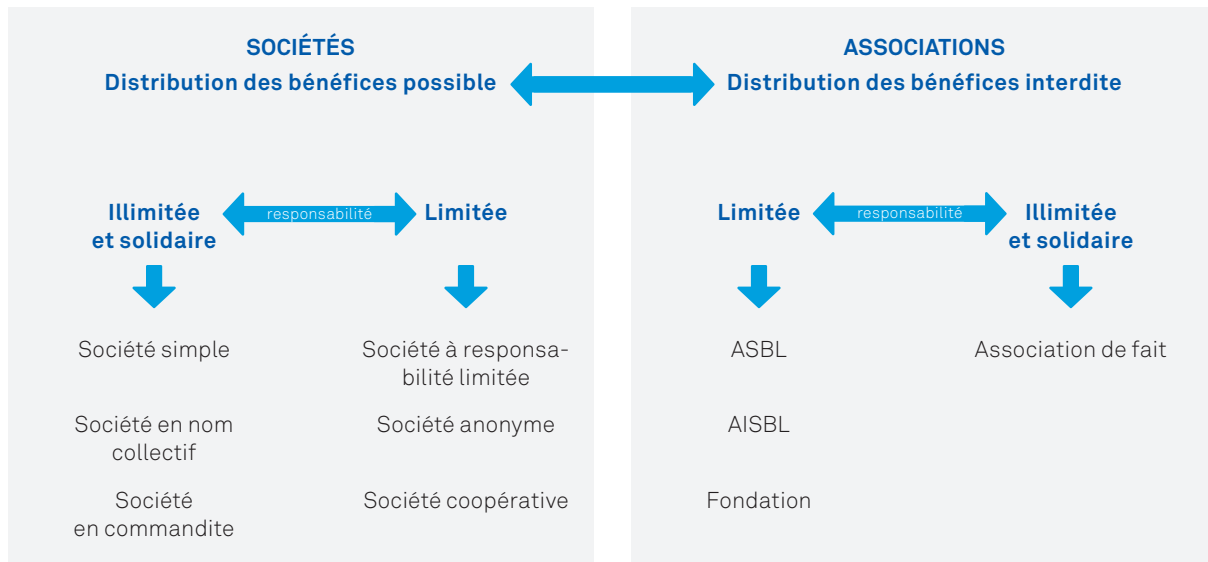 SOCIÉTÉS
Distribution des bénéfices possible
Illimitée
et solidaire
responsabilité
Limitée
Société simple
Société en nom
collectif
Société
en commandite
Société à responsa-
bilité limitée
Société anonyme
Société coopérative
ASSOCIATIONS
Distribution des bénéfices interdite
Limitée
responsabilité
Illimitée
et solidaire
ASBL
AISBL
Fondation
Association de fait